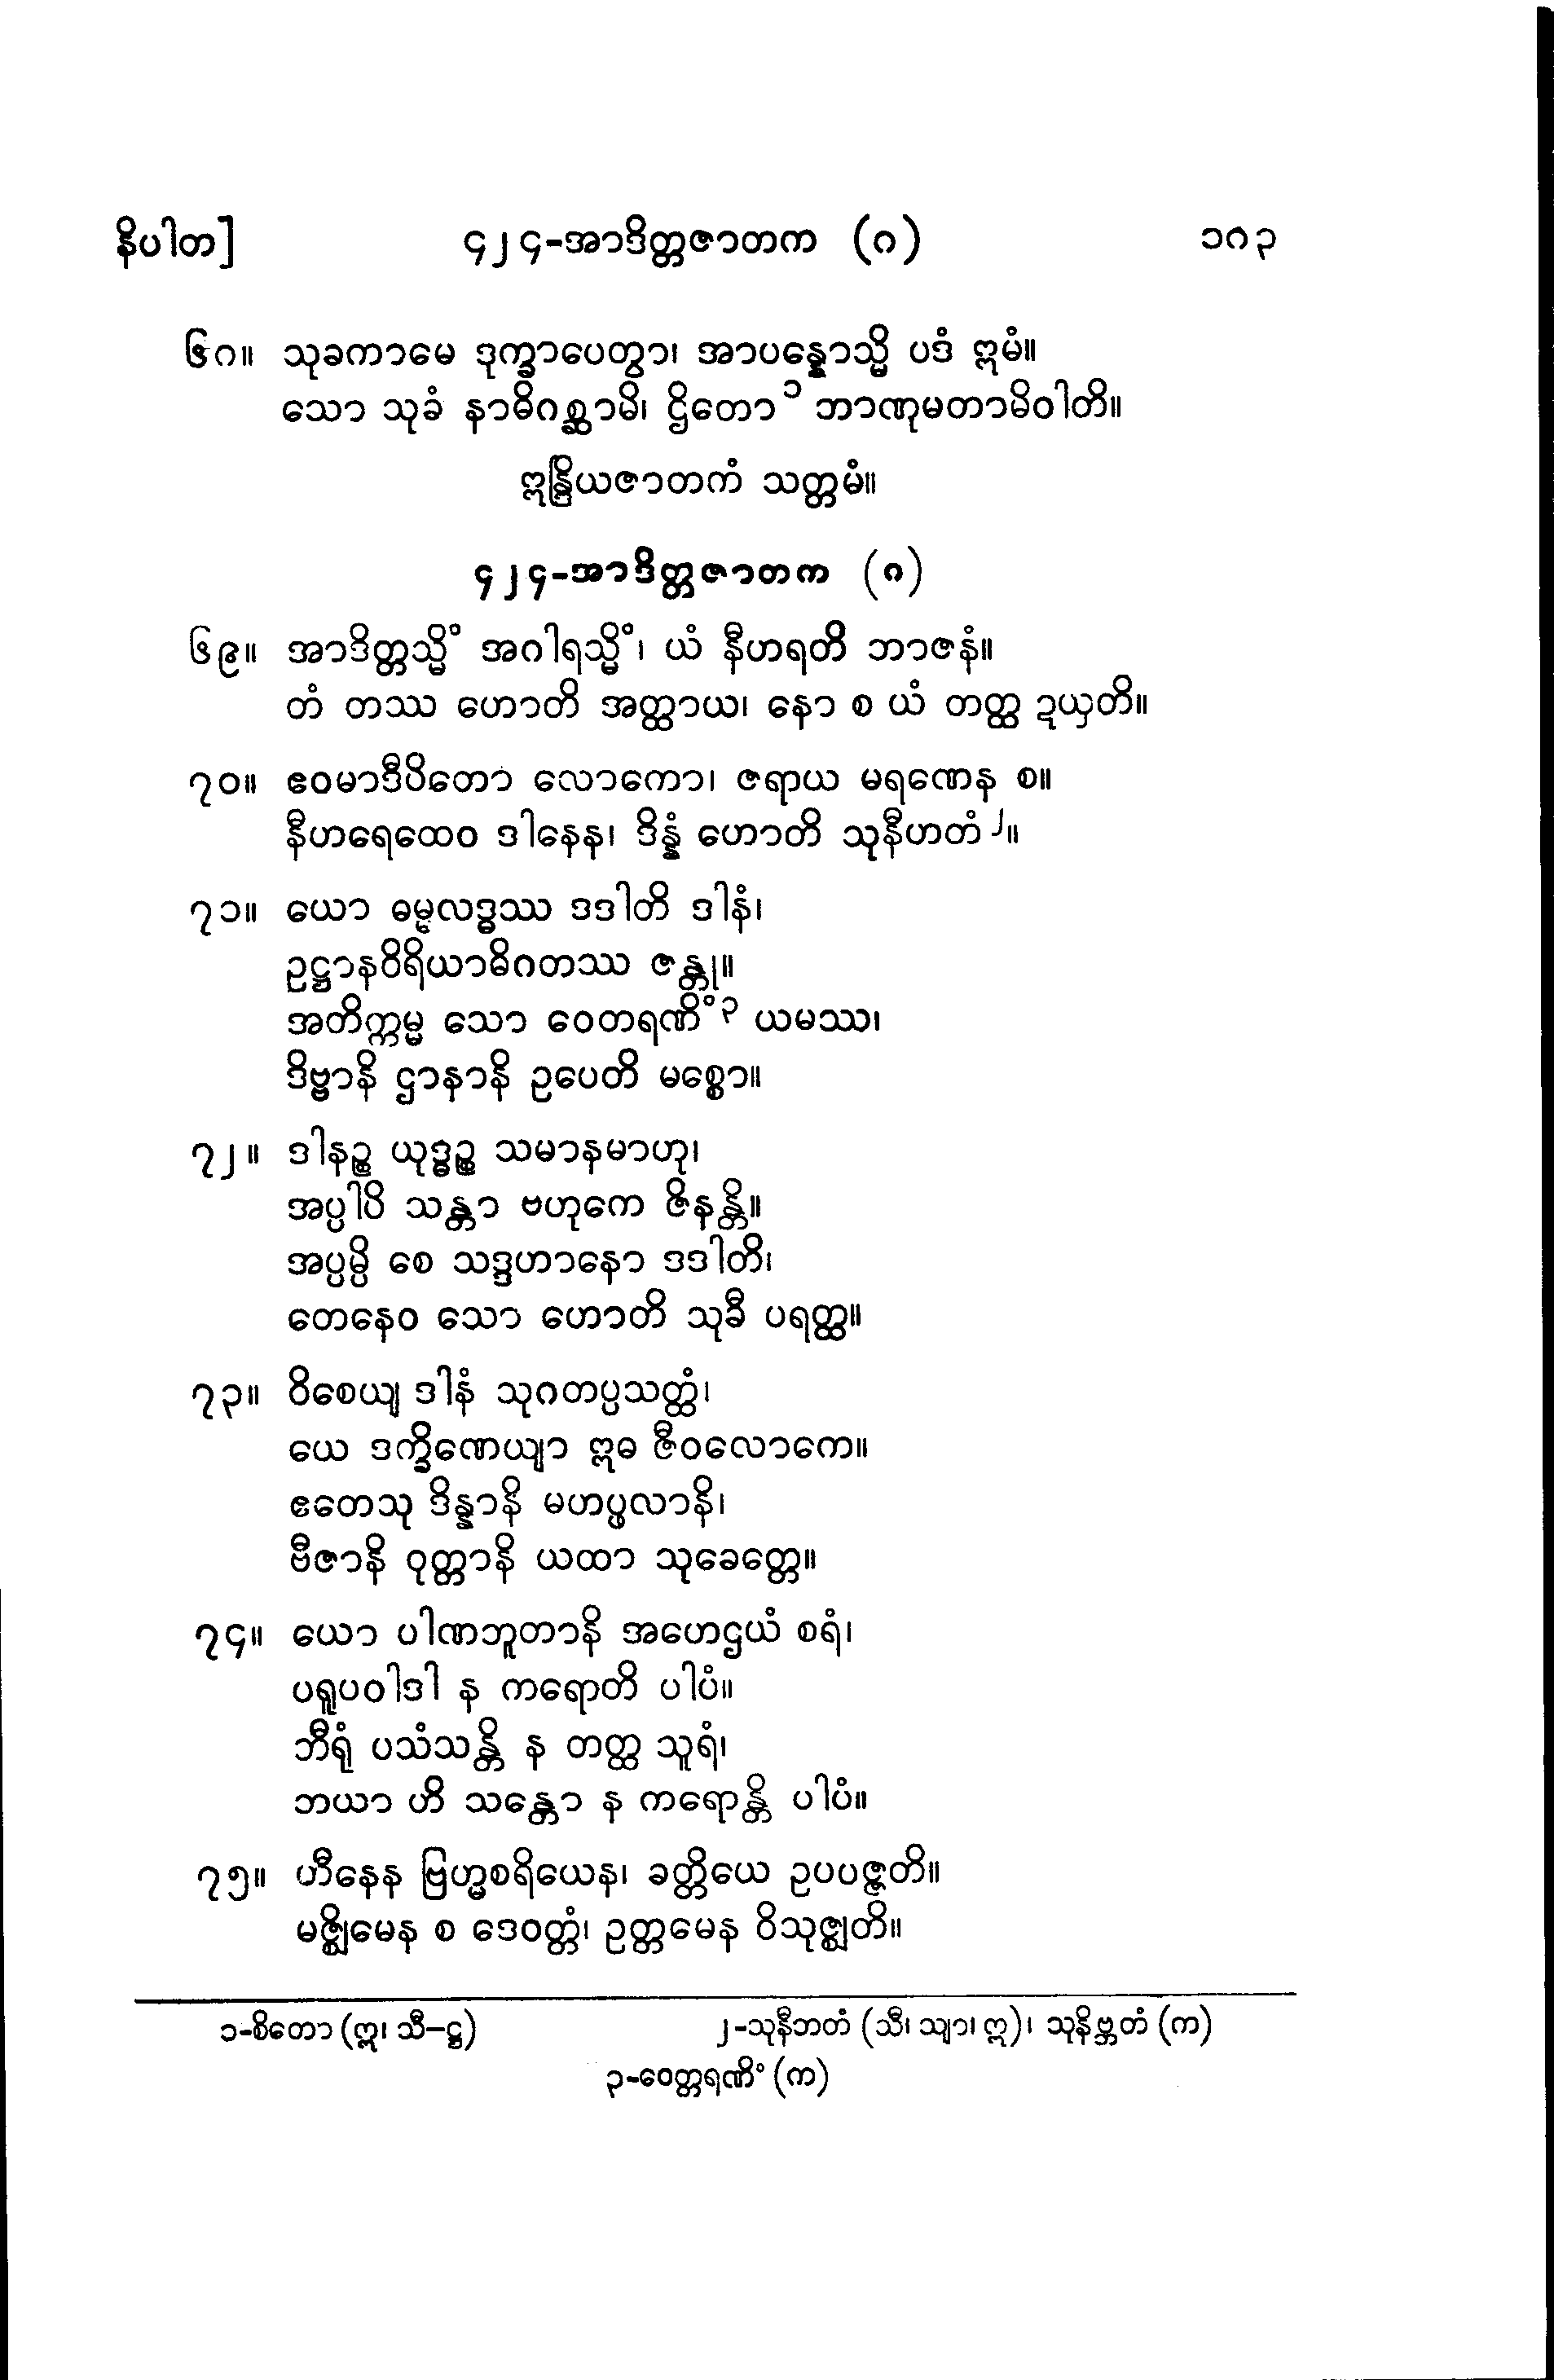 နိပါတ] ၄၂၄-အာဒိတ္တဇာတက (၈) ၁၈၃
၆၈။ သုခကာမေ ဒုက္ခာပေတွာ၊ အာပန္နောသ္မိ ပဒံ ဣမံ။
သော သုခံ နာဓိဂစ္ဆာမိ၊ ဌိတော ၁ ဘာဏုမတာမိဝါတိ။
ဣန္ဒြိယဇာတကံ သတ္တမံ။
၄၂၄-အာဒိတ္တဇာတက (၈)
၆၉။ အာဒိတ္တသ္မိံ အဂါရသ္မိံ၊ ယံ နီဟရတိ ဘာဇနံ။
တံ တဿ ဟောတိ အတ္ထာယ၊ နော စ ယံ တတ္ထ ဍယှတိ။
၇၀။ ဧဝမာဒီပိတော လောကော၊ ဇရာယ မရဏေန စ။
နီဟရေထေဝ ဒါနေန၊ ဒိန္နံ ဟောတိ သုနီဟတံ ၂။
၇၁။ ယော ဓမ္မလဒ္ဓဿ ဒဒါတိ ဒါနံ၊
ဥဋ္ဌာနဝီရိယာဓိဂတဿ ဇန္တု။
အတိက္ကမ္မ သော ဝေတရဏိံ ၃ ယမဿ၊
ဒိဗ္ဗာနိ ဌာနာနိ ဥပေတိ မစ္စော။
၇၂။ ဒါနဉ္စ ယုဒ္ဓဉ္စ သမာနမာဟု၊
အပ္ပါပိ သန္တာ ဗဟုကေ ဇိနန္တိ။
အပ္ပမ္ပိ စေ သဒ္ဒဟာနော ဒဒါတိ၊
တေနေဝ သော ဟောတိ သုခီ ပရတ္ထ။
၇၃။ ဝိစေယျ ဒါနံ သုဂတပ္ပသတ္ထံ၊
ယေ ဒက္ခိဏေယျာ ဣဓ ဇီဝလောကေ။
ဧတေသု ဒိန္နာနိ မဟပ္ဖလာနိ၊
ဗီဇာနိ ဝုတ္တာနိ ယထာ သုခေတ္တေ။
၇၄။ ယော ပါဏဘူတာနိ အဟေဌယံ စရံ၊
ပရူပဝါဒါ န ကရောတိ ပါပံ။
ဘီရုံ ပသံသန္တိ န တတ္ထ သူရံ၊
ဘယာ ဟိ သန္တော န ကရောန္တိ ပါပံ။
၇၅။ ဟီနေန ဗြဟ္မစရိယေန၊ ခတ္တိယေ ဥပပဇ္ဇတိ။
မဇ္ဈိမေန စ ဒေဝတ္တံ၊ ဥတ္တမေန ဝိသုဇ္ဈတိ။
၁-စိတော (ဣ၊ သီ-ဋ္ဌ) ၂-သုနီဘတံ (သီ၊ သျာ၊ ဣ)၊ သုနိဗ္ဘတံ (က)
၃-ဝေတ္တရဏိံ (က)